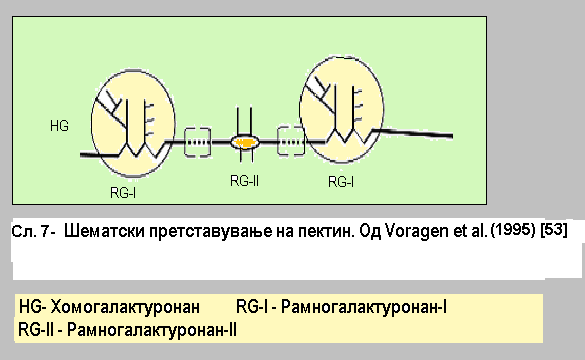 HG
RG-I
RG-II
RG-I
Сл. 7- Шематски претставување на пектин. Од Voragen et al. (1995) [53]
HG- Хомогалактуронан RG-I - Рамногалактуронан-I
RG-II - Рамногалактуронан-II